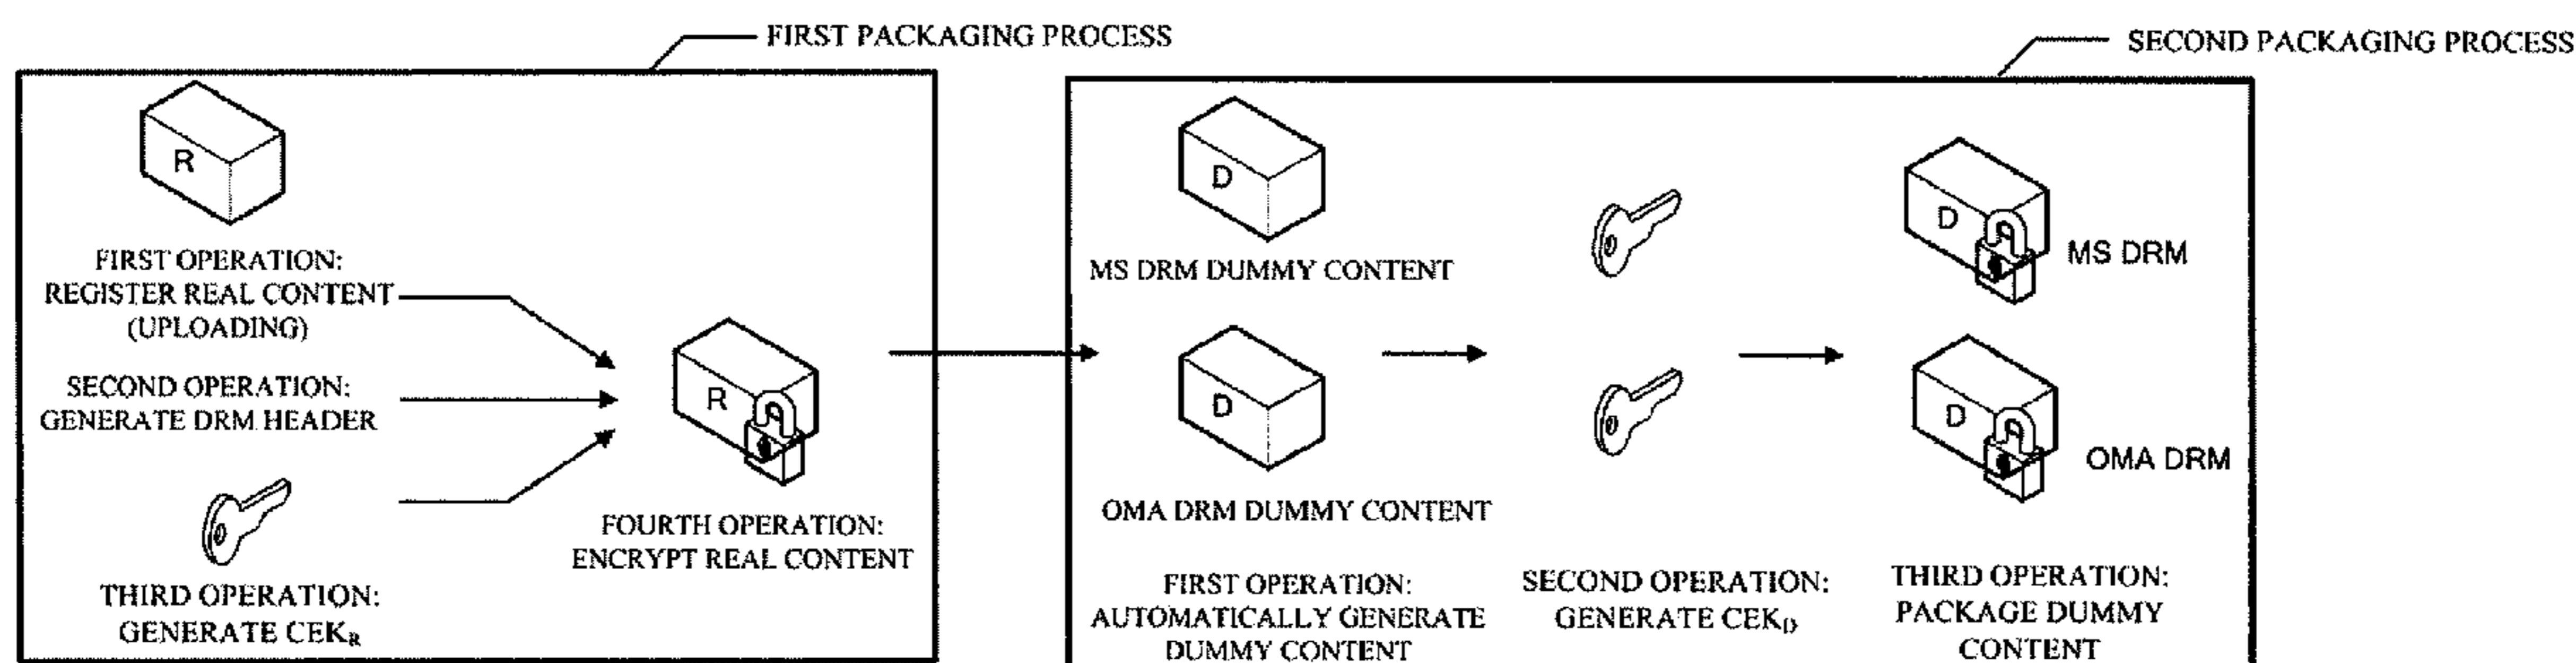 FIRST PACKAGING PROCESS
SECOND PACKAGING PROCESS
R
FIRST OPERATION:
REGISTER REAL CONTENT
(UPLOADING)
SECOND OPERATION:
GENERATE DRM HEADER
THIRD OPERATION:
GENERATE CEKR
R
FOURTH OPERATION:
ENCRYPT REAL CONTENT
D
MS DRM DUMMY CONTENT
D
OMA DRM DUMMY CONTENT
FIRST OPERATION:
AUTOMATICALLY GENERATE
DUMMY CONTENT
SECOND OPERATION:
GENERATE CEKD
D
MS DRM
D
OMA DRM
THIRD OPERATION:
PACKAGE DUMMY
CONTENT